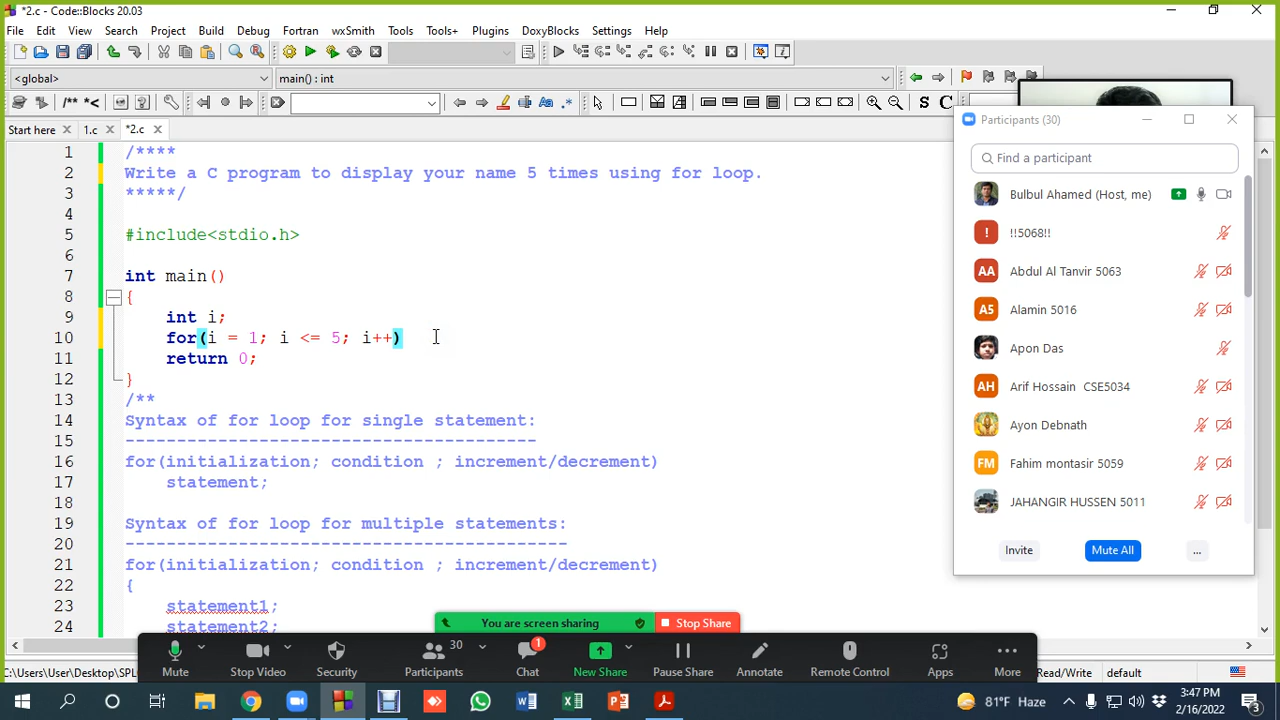 *2.c - Code::Blocks 20.03
File Edit View Search Project Build Debug Fortran wxSmith Tools Tools+ Plugins DoxyBlocks Settings Help
<global> main() : int
/** *<
S C
Start here 1.c *2.c
1 /****
2 Write a C program to display your name 5 times using for loop.
3 *****/
4
5 #include<stdio.h>
6
7 int main()
8 {
9 int i;
10 for(i = 1; i <= 5; i++)
11 return 0;
12 }
13 /**
14 Syntax of for loop for single statement:
15 ----------------------------------------
16 for(initialization; condition ; increment/decrement)
17 statement;
18
19 Syntax of for loop for multiple statements:
20 -------------------------------------------
21 for(initialization; condition ; increment/decrement)
22 {
23 statement1;
24 statement2;
Participants (30)
Find a participant
Bulbul Ahamed (Host, me)
! !!5068!!
AA Abdul Al Tanvir 5063
A5 Alamin 5016
Apon Das
AH Arif Hossain CSE5034
Ayon Debnath
FM Fahim montasir 5059
JAHANGIR HUSSEN 5011
Invite Mute All ...
You are screen sharing Stop Share
30 1
Mute Stop Video Security Participants Chat New Share Pause Share Annotate Remote Control Apps More
C:\Users\User\Desktop\SPL Read/Write default
81°F Haze 3:47 PM
2/16/2022 3